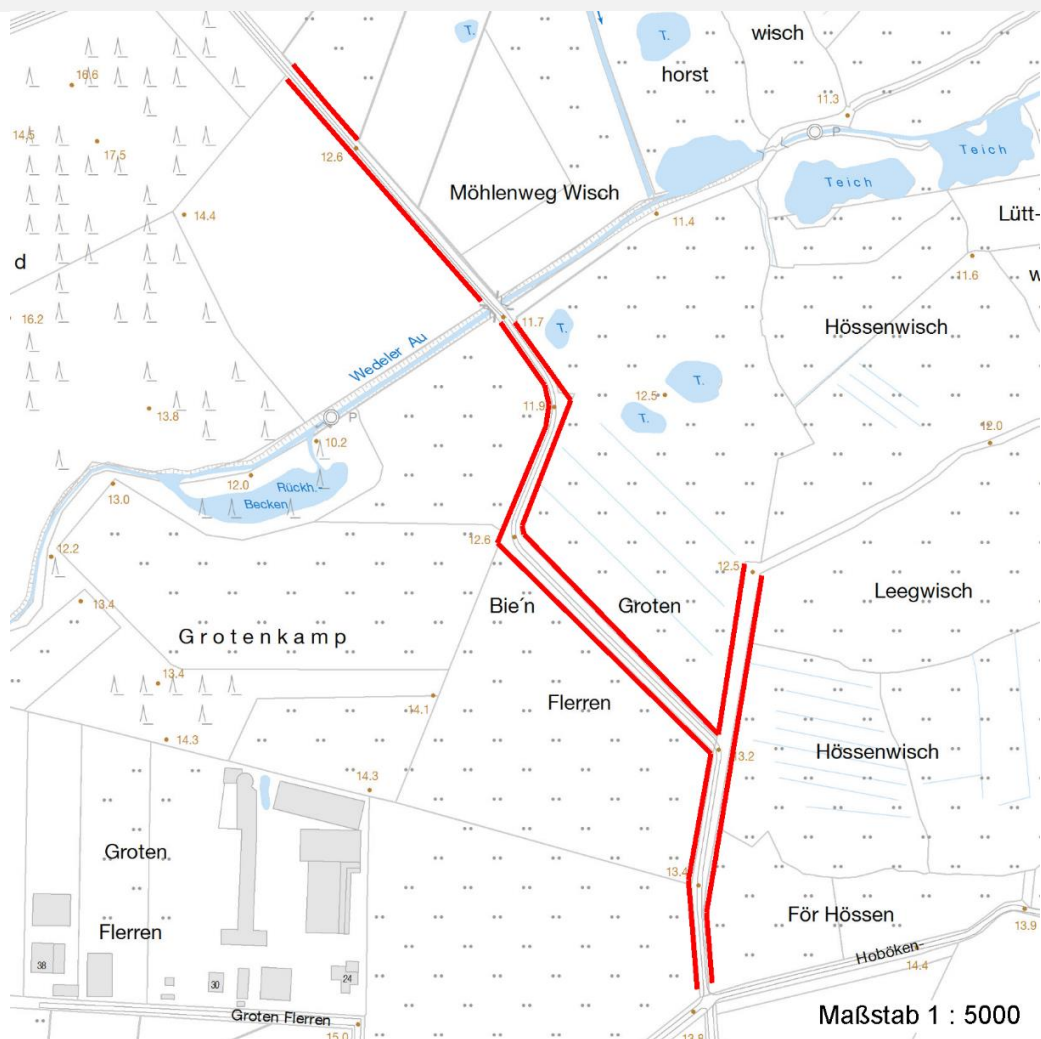 T.
T.
wisch
horst
16.6
11.3
14.5
17.5
12.6
P
Teich
Teich
Möhlenweg Wisch
14.4
11.4
Lütt-
d
11.6
w
16.2
11.7
T.
Hössenwisch
Wedeler Au
T.
12.5
T.
13.8
11.9
P
10.2
12.0
12.0
13.0
Rückh.-
Becken
12.6
12.2
12.5
13.4
Bie´n
Groten
Leegwisch
Grotenkamp
13.4
14.1
Flerren
14.3
13.2
Hössenwisch
14.3
Groten
13.4
För Hössen
13.9
Flerren
Hoböken-
14.4
38
30
24
Groten Flerren
15.0
13.8
Maßstab 1 : 5000